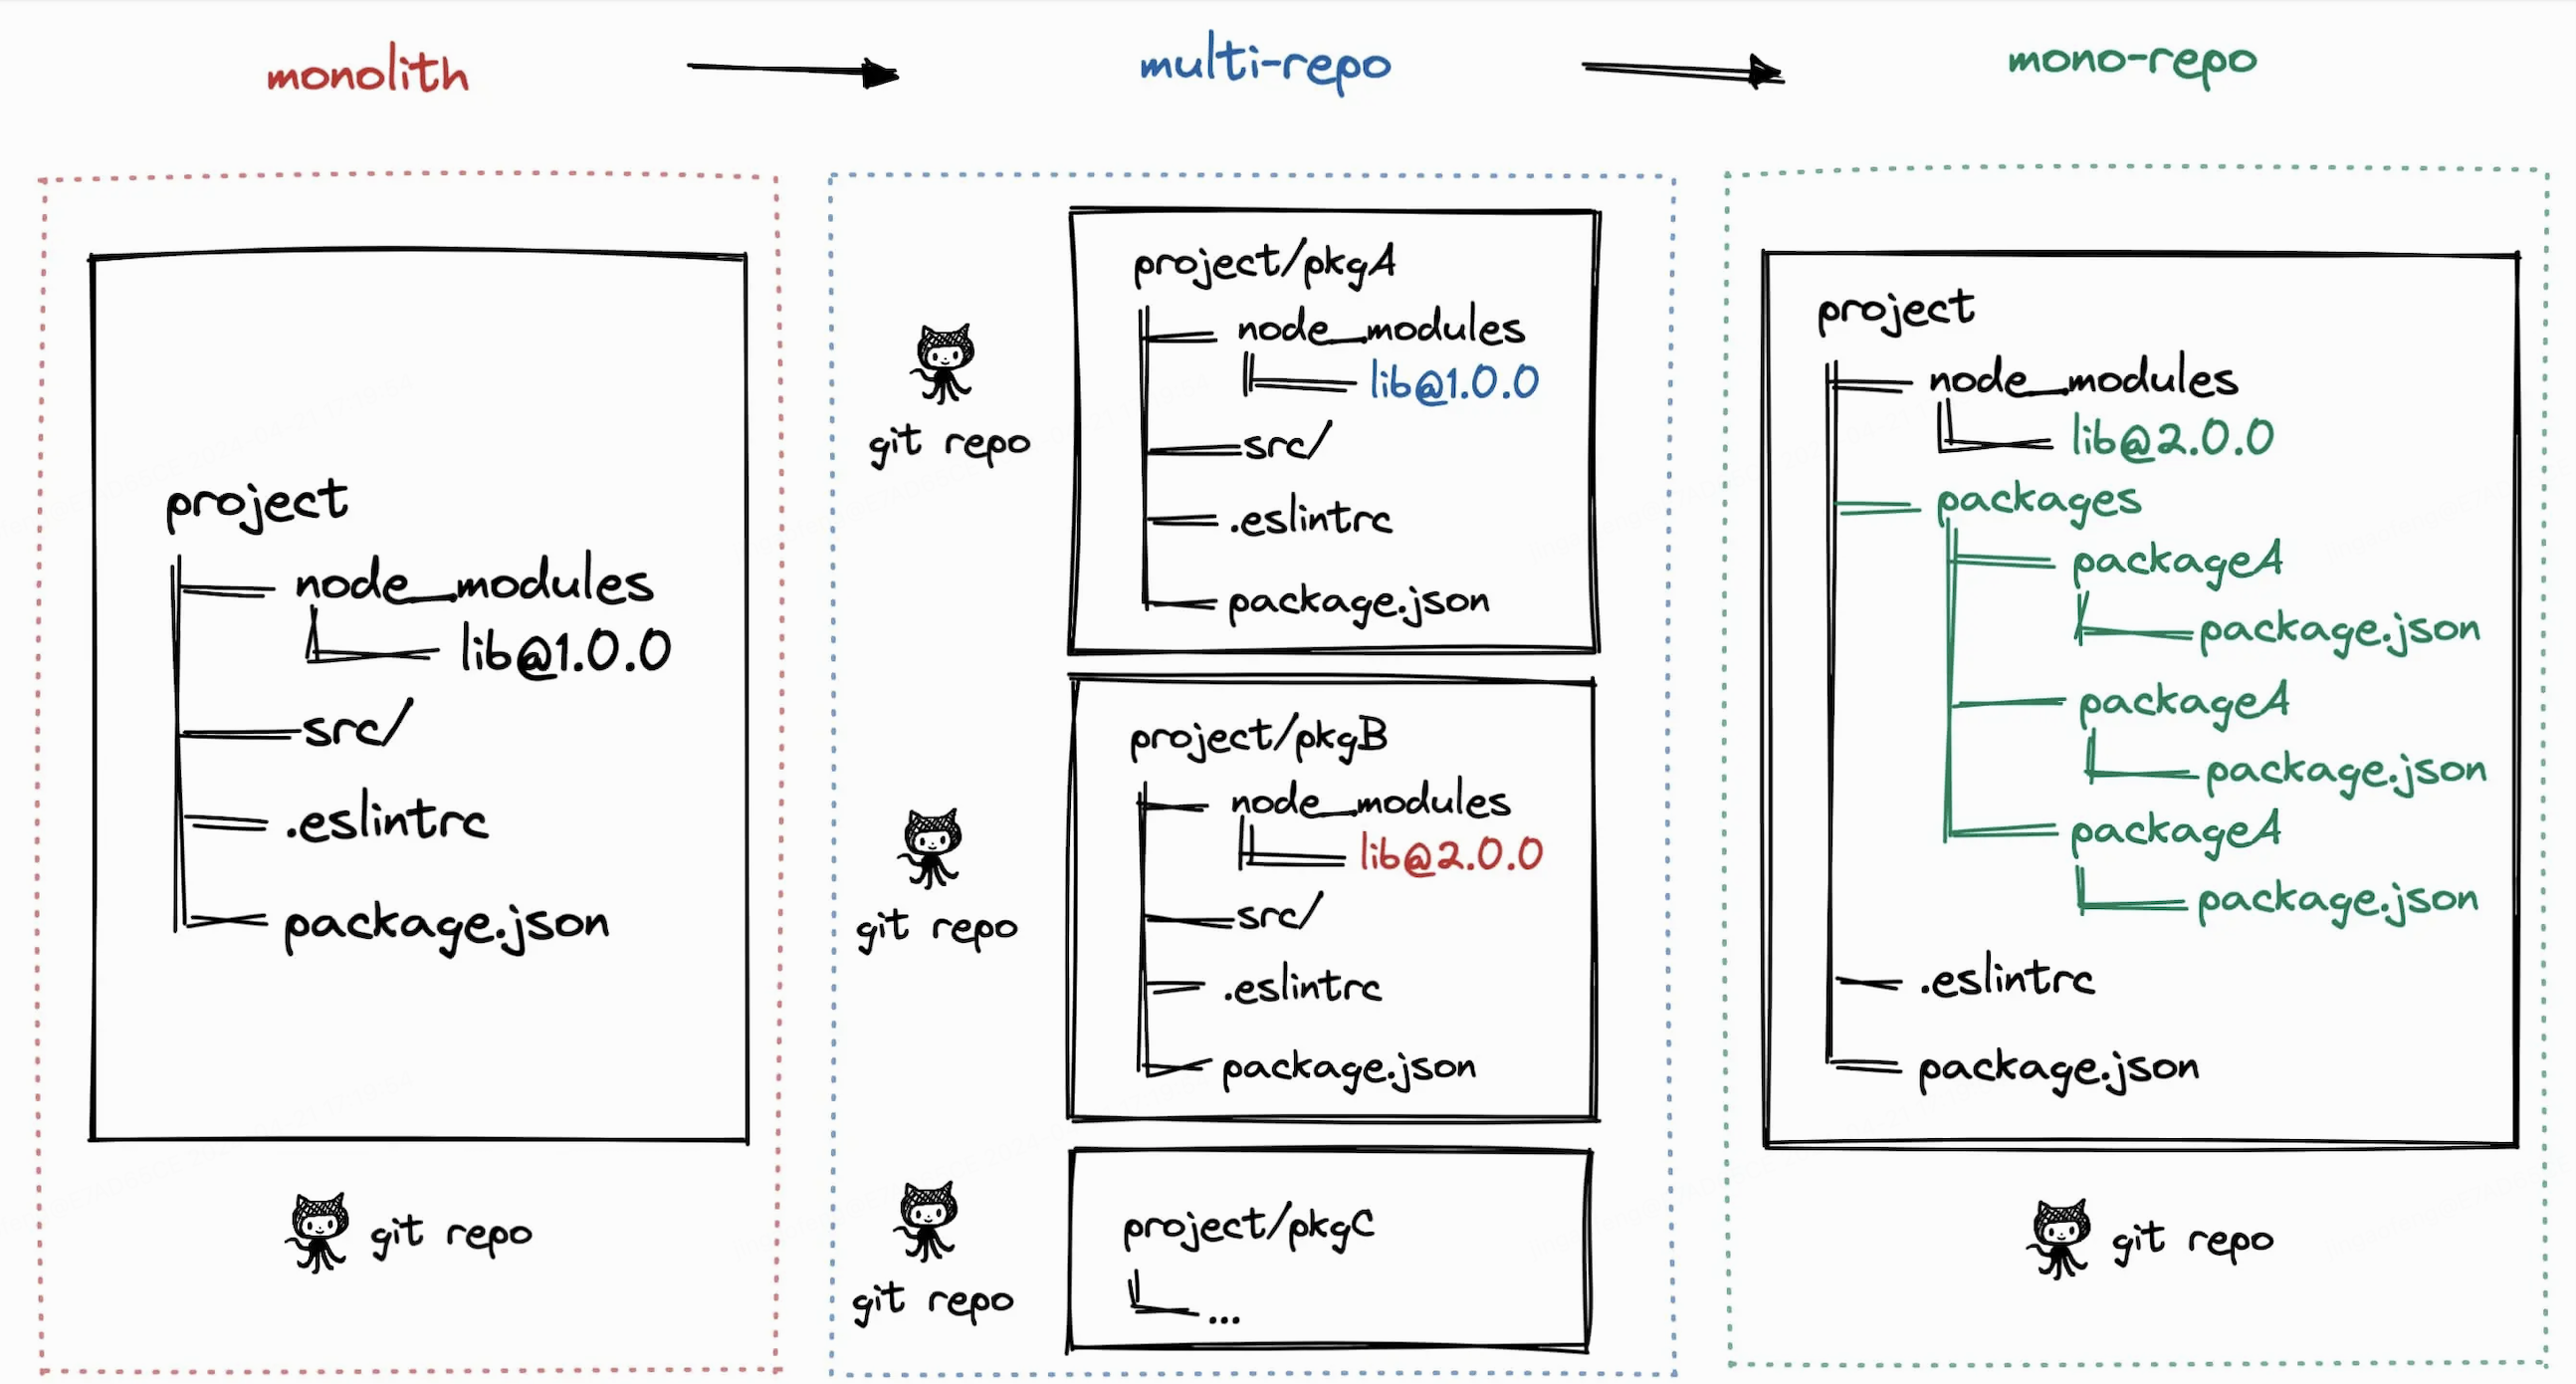 monolith
multi-repo
mono-repo
project
node_modules
lib@1.0.0
src/
.eslintrc
package.json
git repo
git repo
project/pkgA
node_modules
lib@1.0.0
src/
.eslintrc
package.json
git repo
project/pkgB
node_modules
lib@2.0.0
src/
.eslintrc
package.json
git repo
project/pkgC
...
project
node_modules
lib@2.0.0
packages
packageA
package.json
packageA
package.json
packageA
package.json
.eslintrc
package.json
git repo